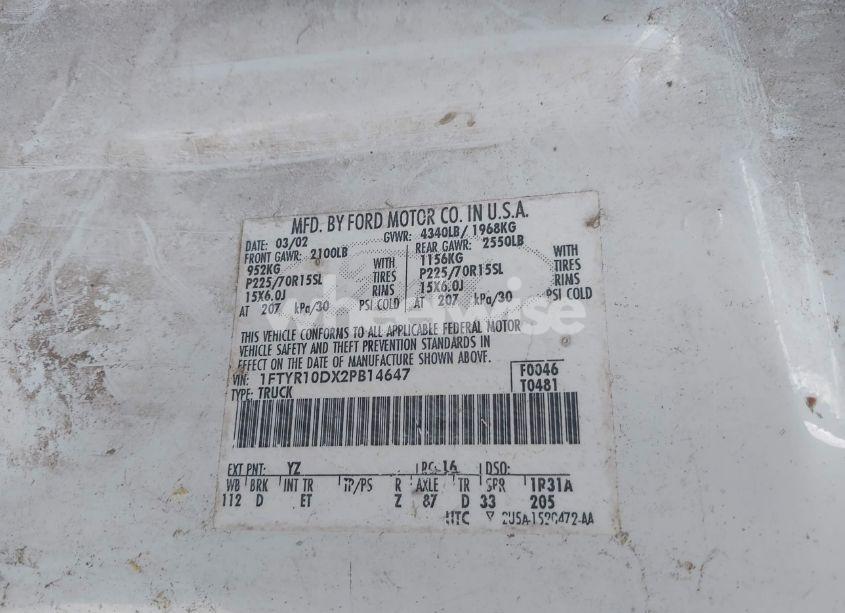 MFD. BY FORD MOTOR CO. IN U.S.A.
DATE: 03/02 GVWR: 4340LB/ 1968KG
FRONT GAWR: 2100LB REAR GAWR: 2550LB
952KG WITH 1156KG WITH
P225/70R15SL TIRES P225/70R15SL TIRES
15X6.0J RIMS 15X6.0J RIMS
AT 207 kPa/30 PSI COLD AT 207 kPa/30 PSI COLD
THIS VEHICLE CONFORMS TO ALL APPLICABLE FEDERAL MOTOR
VEHICLE SAFETY AND THEFT PREVENTION STANDARDS IN
EFFECT ON THE DATE OF MANUFACTURE SHOWN ABOVE.
VIN: 1FTYR10DX2PB14647 F0046
TYPE: TRUCK T0481
EXT PNT: YZ RC: 16 DSO:
WB BRK INT TR TP/PS R AXLE TR SPR 1R31A
112 D ET Z 87 D 33 205
UTC 2U5A-1520472-AA
wheelwise